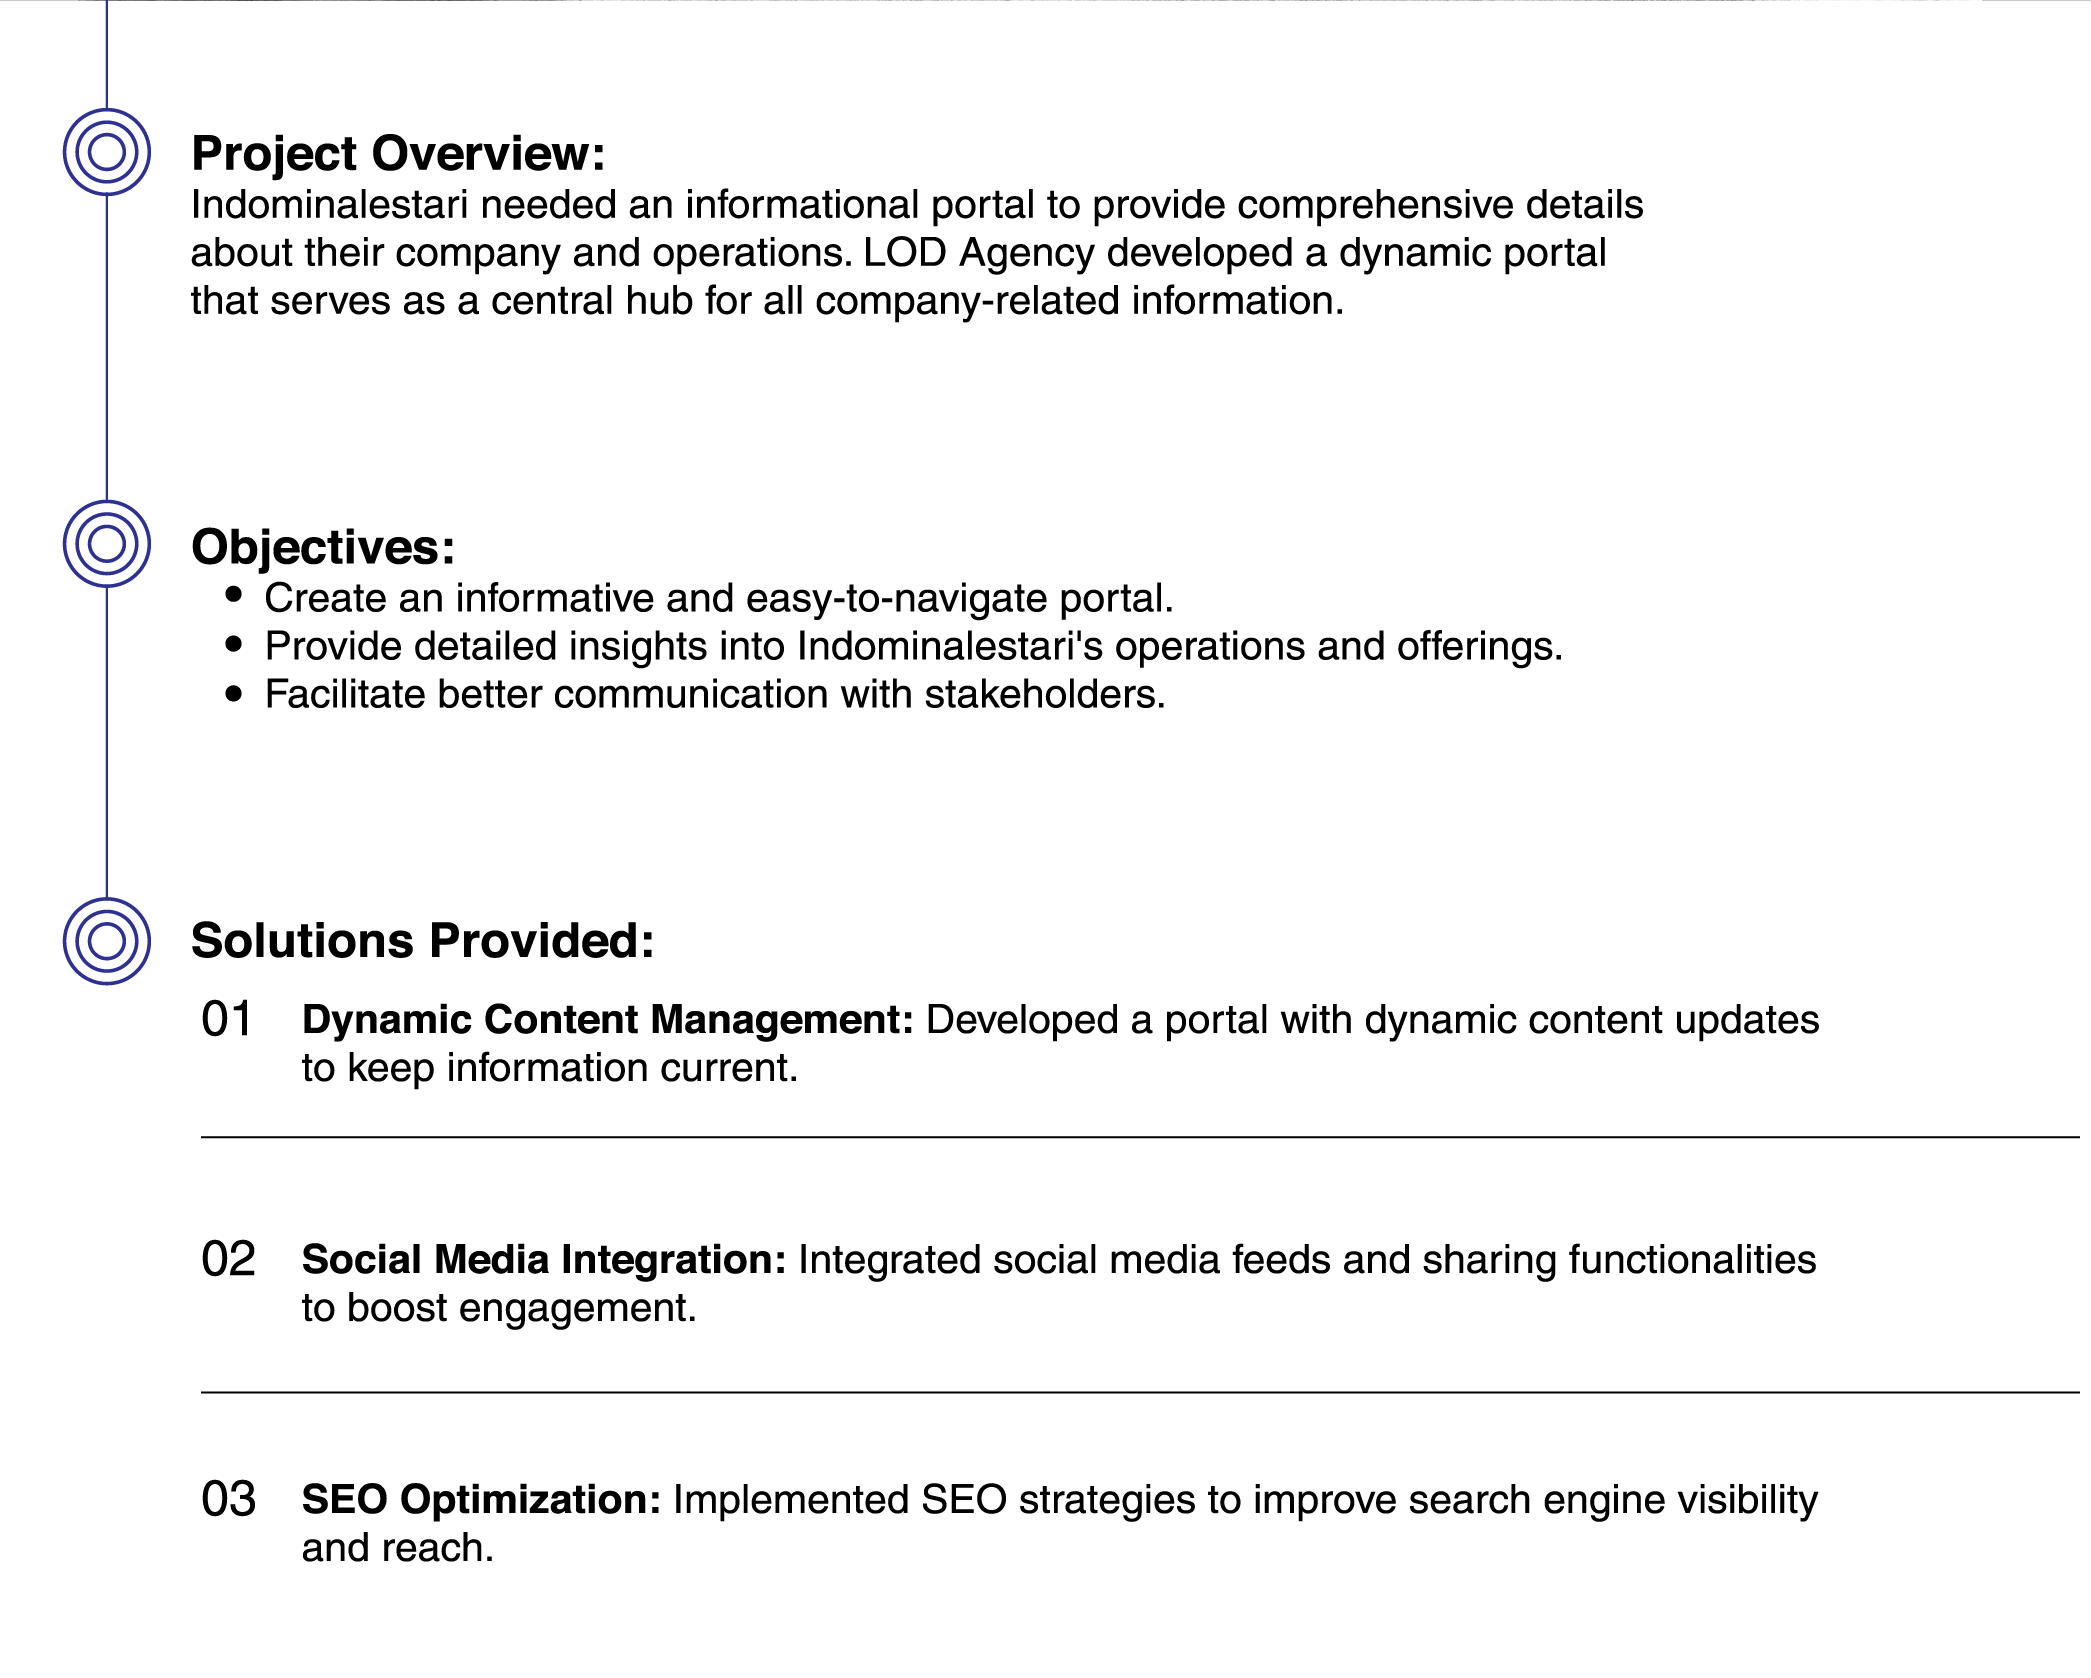 Project Overview:
Indominalestari needed an informational portal to provide comprehensive details
about their company and operations. LOD Agency developed a dynamic portal
that serves as a central hub for all company-related information.
Objectives:
● Create an informative and easy-to-navigate portal.
● Provide detailed insights into Indominalestari's operations and offerings.
● Facilitate better communication with stakeholders.
Solutions Provided:
01 Dynamic Content Management: Developed a portal with dynamic content updates
to keep information current.
02 Social Media Integration: Integrated social media feeds and sharing functionalities
to boost engagement.
03 SEO Optimization: Implemented SEO strategies to improve search engine visibility
and reach.